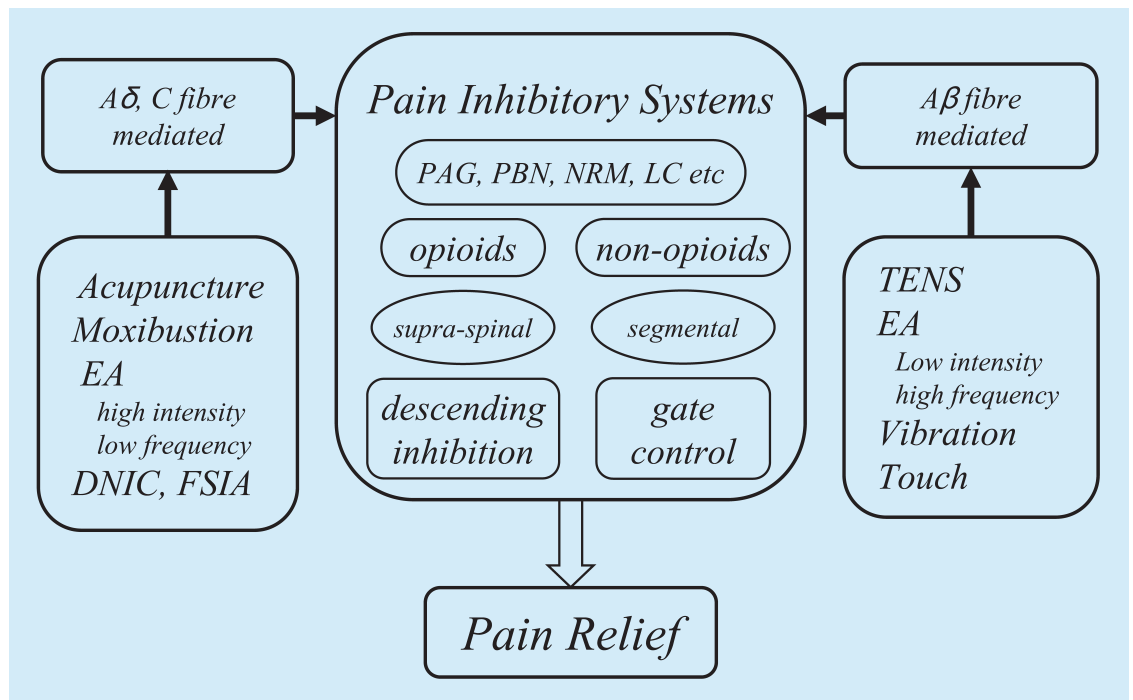 Aδ, C fibre
mediated
Acupuncture
Moxibustion
EA
high intensity
low frequency
DNIC, FSIA
Pain Inhibitory Systems
PAG, PBN, NRM, LC etc
opioids
non-opioids
supra-spinal
segmental
descending
inhibition
gate
control
Aβ fibre
mediated
TENS
EA
Low intensity
high frequency
Vibration
Touch
Pain Relief